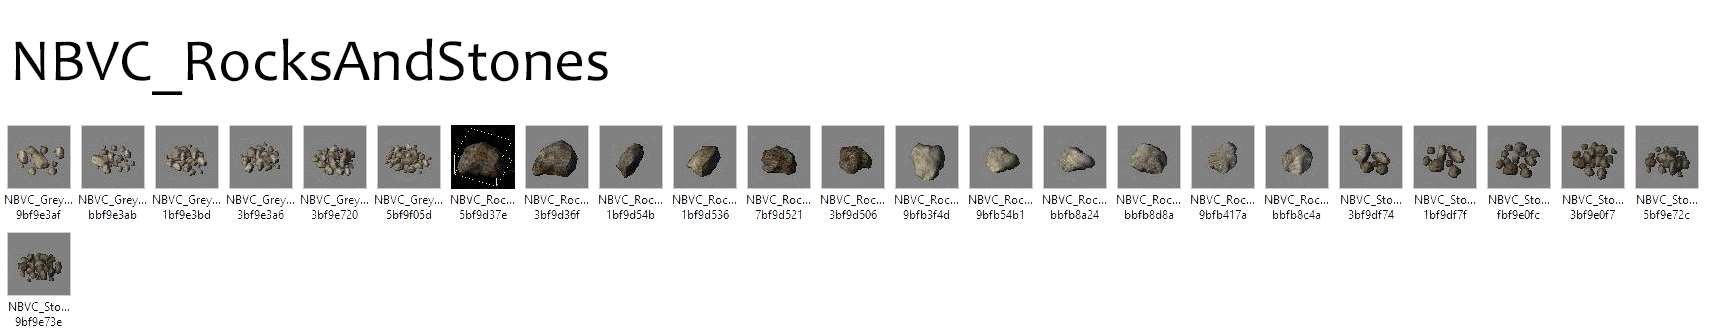 NBVC_RocksAndStones
NBVC_Grey... NBVC_Grey... NBVC_Grey... NBVC_Grey... NBVC_Grey... NBVC_Grey... NBVC_Roc... NBVC_Roc... NBVC_Roc... NBVC_Roc... NBVC_Roc... NBVC_Roc... NBVC_Roc... NBVC_Roc... NBVC_Roc... NBVC_Roc... NBVC_Roc... NBVC_Roc... NBVC_Sto... NBVC_Sto... NBVC_Sto... NBVC_Sto... NBVC_Sto...
9bf9e3af bbf9e3ab 1bf9e3bd 3bf9e3a6 3bf9e720 5bf9f05d 5bf9d37e 3bf9d36f 1bf9d54b 1bf9d536 7bf9d521 3bf9d506 9bfb3f4d 9bfb54b1 bbfb8a24 bbfb8d8a 9bfb417a bbfb8c4a 3bf9df74 1bf9df7f fbf9e0fc 3bf9e0f7 5bf9e72c
NBVC_Sto...
9bf9e73e